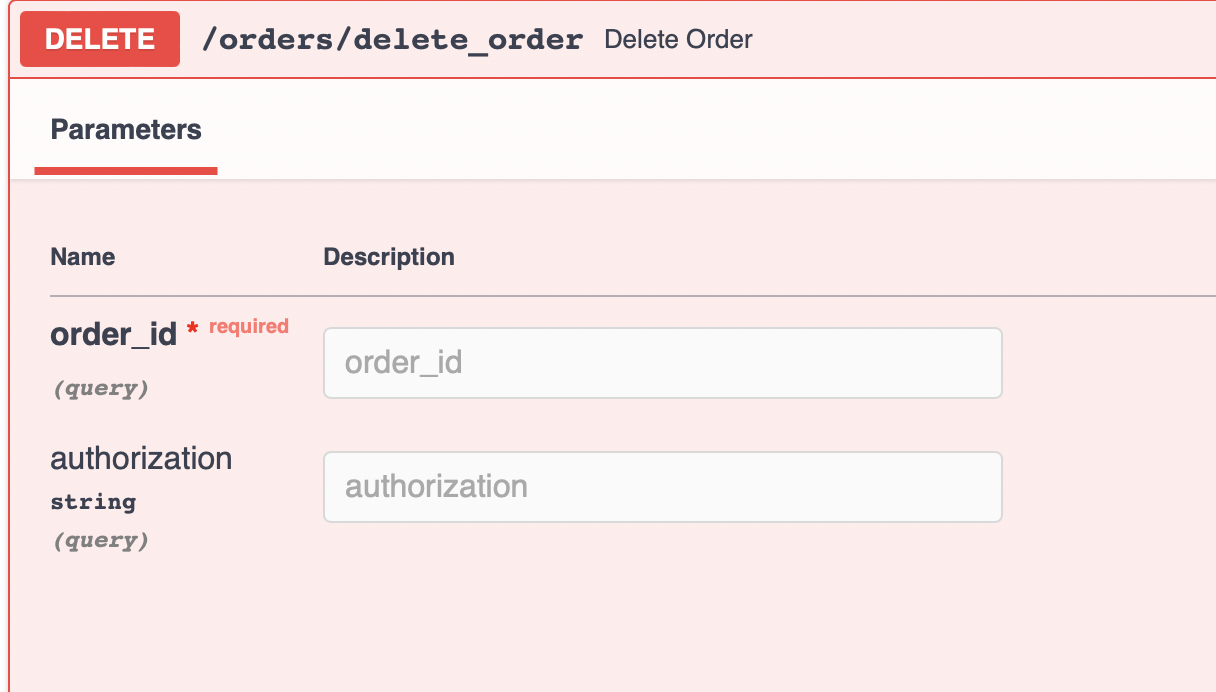 DELETE /orders/delete_order Delete Order
Parameters
Name Description
order_id * required
order_id
(query)
authorization
authorization
string
(query)